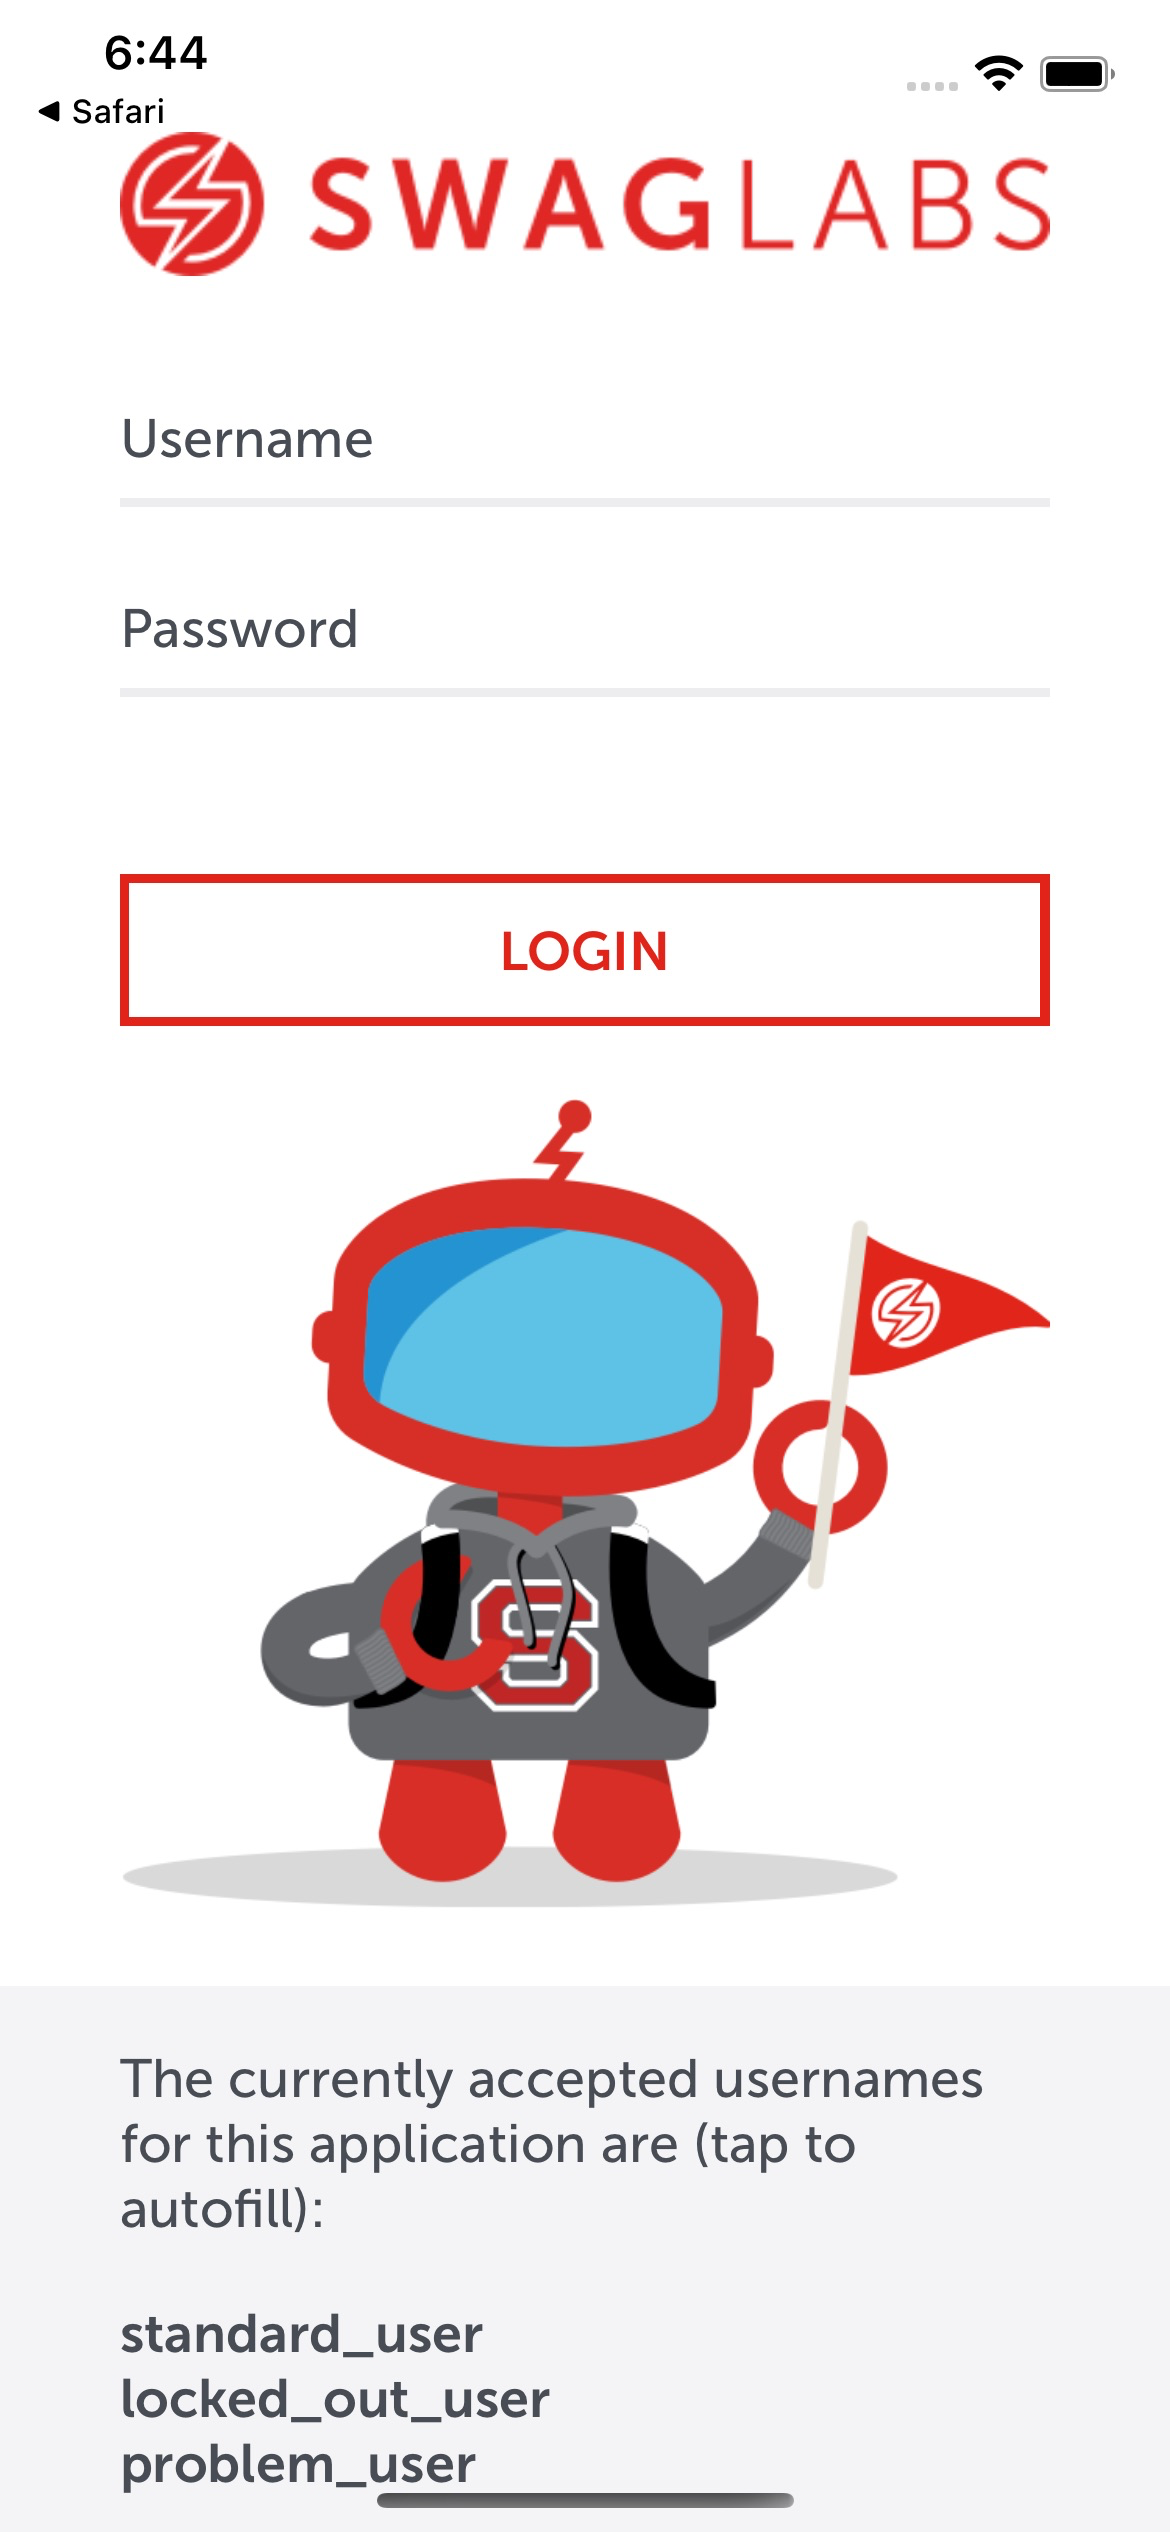 6:44
◀ Safari
SWAGLABS
Username
Password
LOGIN
S
The currently accepted usernames
for this application are (tap to
autofill):
standard_user
locked_out_user
problem_user